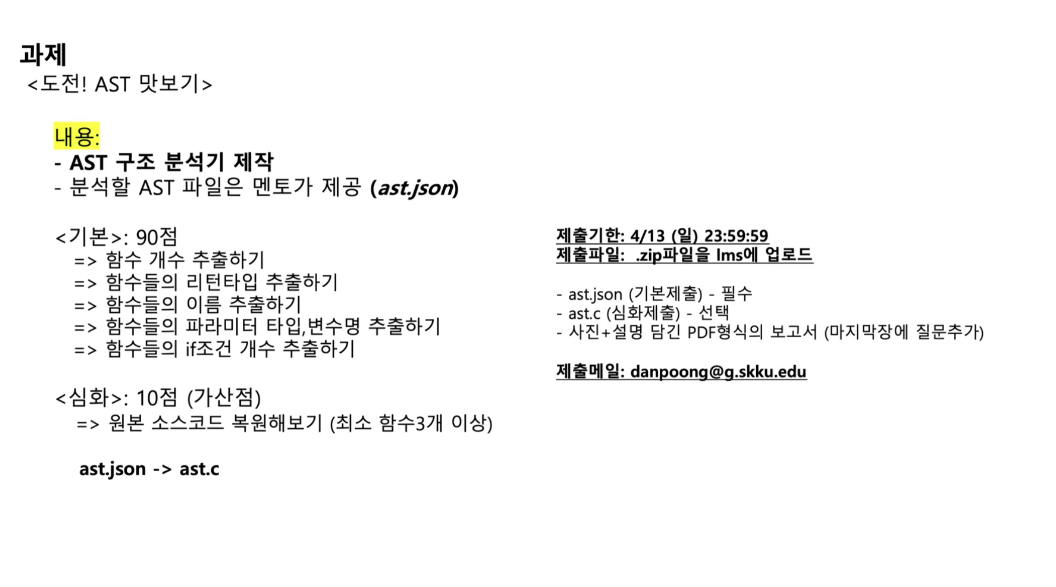 과제
<도전! AST 맛보기>
내용:
- AST 구조 분석기 제작
- 분석할 AST 파일은 멘토가 제공 (ast.json)
<기본>: 90점
=> 함수 개수 추출하기
=> 함수들의 리턴타입 추출하기
=> 함수들의 이름 추출하기
=> 함수들의 파라미터 타입,변수명 추출하기
=> 함수들의 if조건 개수 추출하기
<심화>: 10점 (가산점)
=> 원본 소스코드 복원해보기 (최소 함수3개 이상)
ast.json -> ast.c
제출기한: 4/13 (일) 23:59:59
제출파일: .zip파일을 lms에 업로드
- ast.json (기본제출) - 필수
- ast.c (심화제출) - 선택
- 사진+설명 담긴 PDF형식의 보고서 (마지막장에 질문추가)
제출메일: danpoong@g.skku.edu